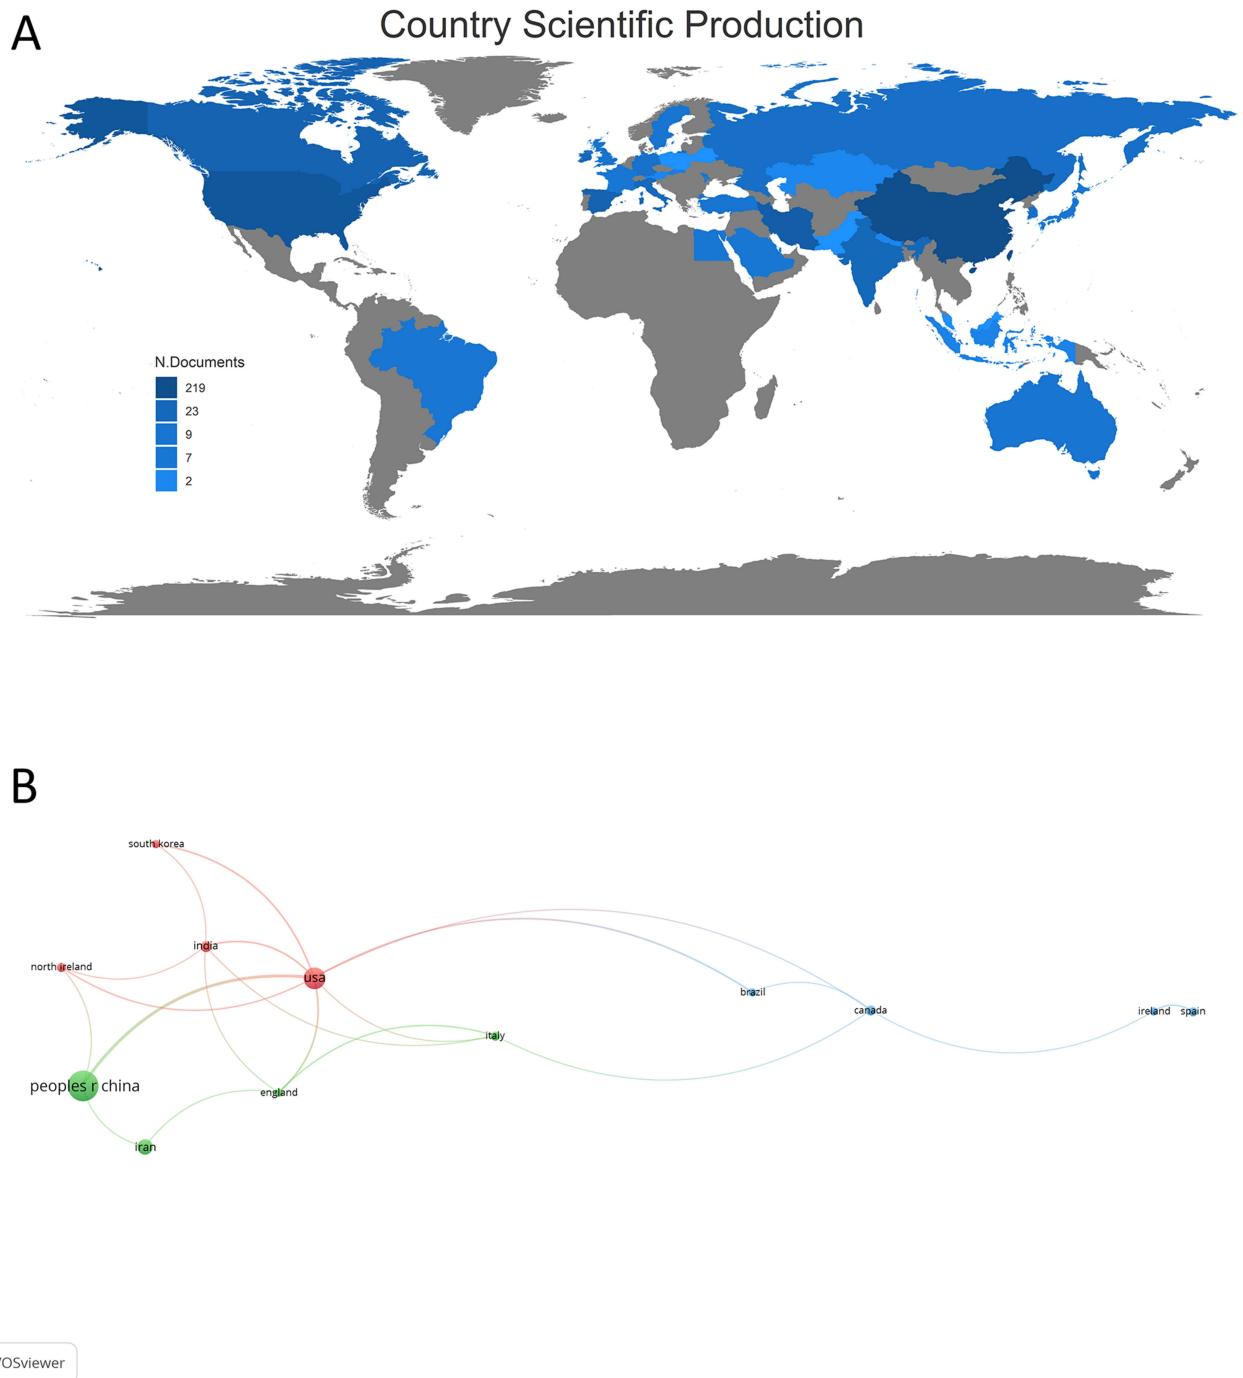 A
Country Scientific Production
N.Documents
219
23
9
7
2
B
south korea
india
north ireland
usa
brazil
canada
ireland
spain
italy
peoples r china
england
iran
VOSviewer